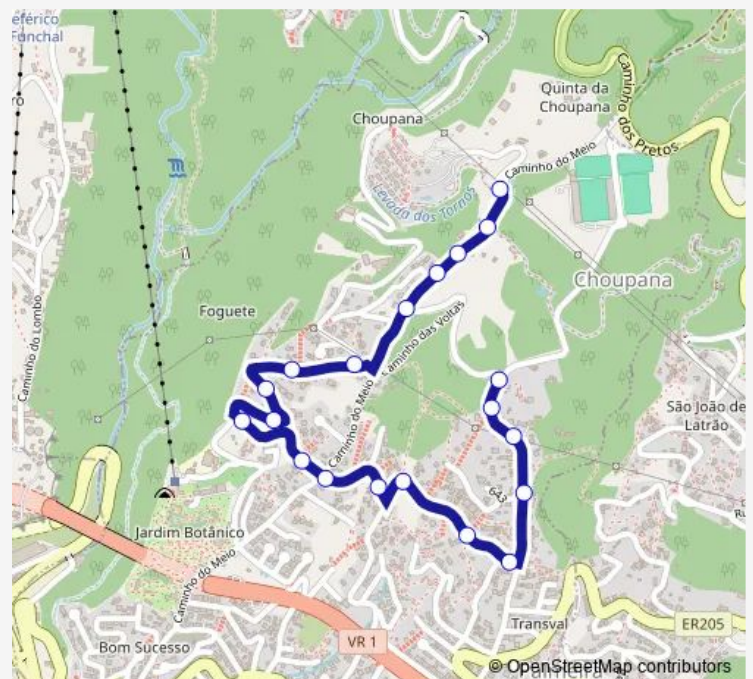 eférico
Funchal
Quinta da
Choupana
Caminho dos Pretos
Choupana
Caminho do Meio
Levada dos Tornos
Choupana
Foguete
Caminho das Voltas
Caminho do Lombo
Caminho do Meio
São João de
Latrão
643
Jardim Botânico
Caminho do Meio
Transval
ER205
VR 1
Bom Sucesso
Palmeira
© OpenStreetMap contributors